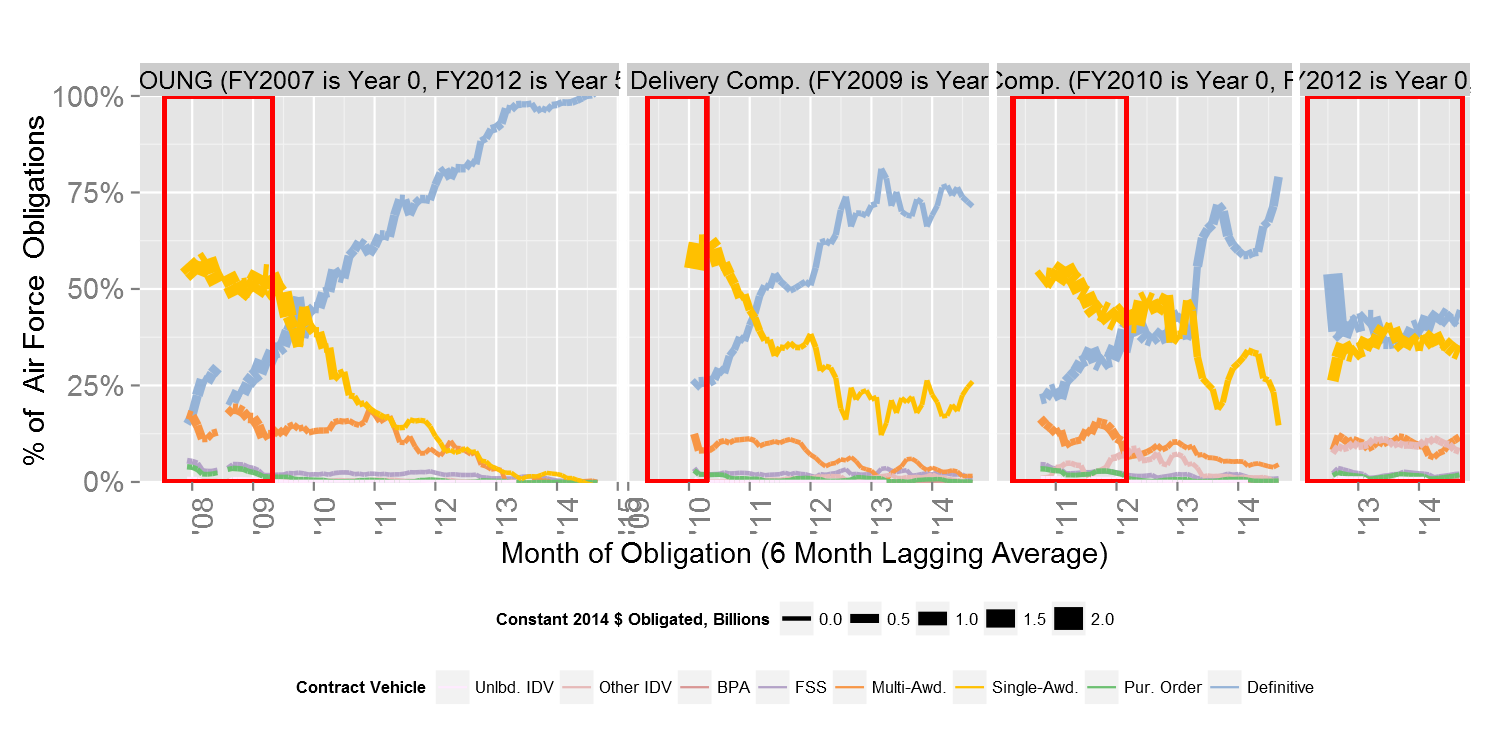 OUNG (FY2007 is Year 0, FY2012 is Year 5
Delivery Comp. (FY2009 is Year
Comp. (FY2010 is Year 0, F
Y2012 is Year 0,
% of Air Force Obligations
100%
75%
50%
25%
0%
'08 '09 '10 '11 '12 '13 '14 '15
'09 '10 '11 '12 '13 '14
'11 '12 '13 '14
'13 '14
Month of Obligation (6 Month Lagging Average)
Constant 2014 $ Obligated, Billions 0.0 0.5 1.0 1.5 2.0
Contract Vehicle Unlbd. IDV Other IDV BPA FSS Multi-Awd. Single-Awd. Pur. Order Definitive